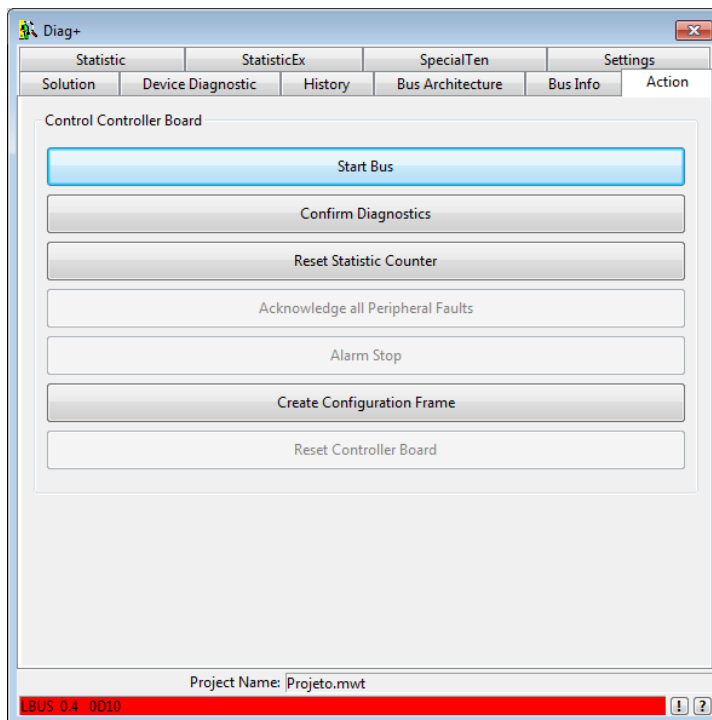 Diag+
Statistic StatisticEx SpecialTen Settings
Solution Device Diagnostic History Bus Architecture Bus Info Action
Control Controller Board
Start Bus
Confirm Diagnostics
Reset Statistic Counter
Acknowledge all Peripheral Faults
Alarm Stop
Create Configuration Frame
Reset Controller Board
Project Name: Projeto.mwt
LBUS 0.4 0D10 ! ?